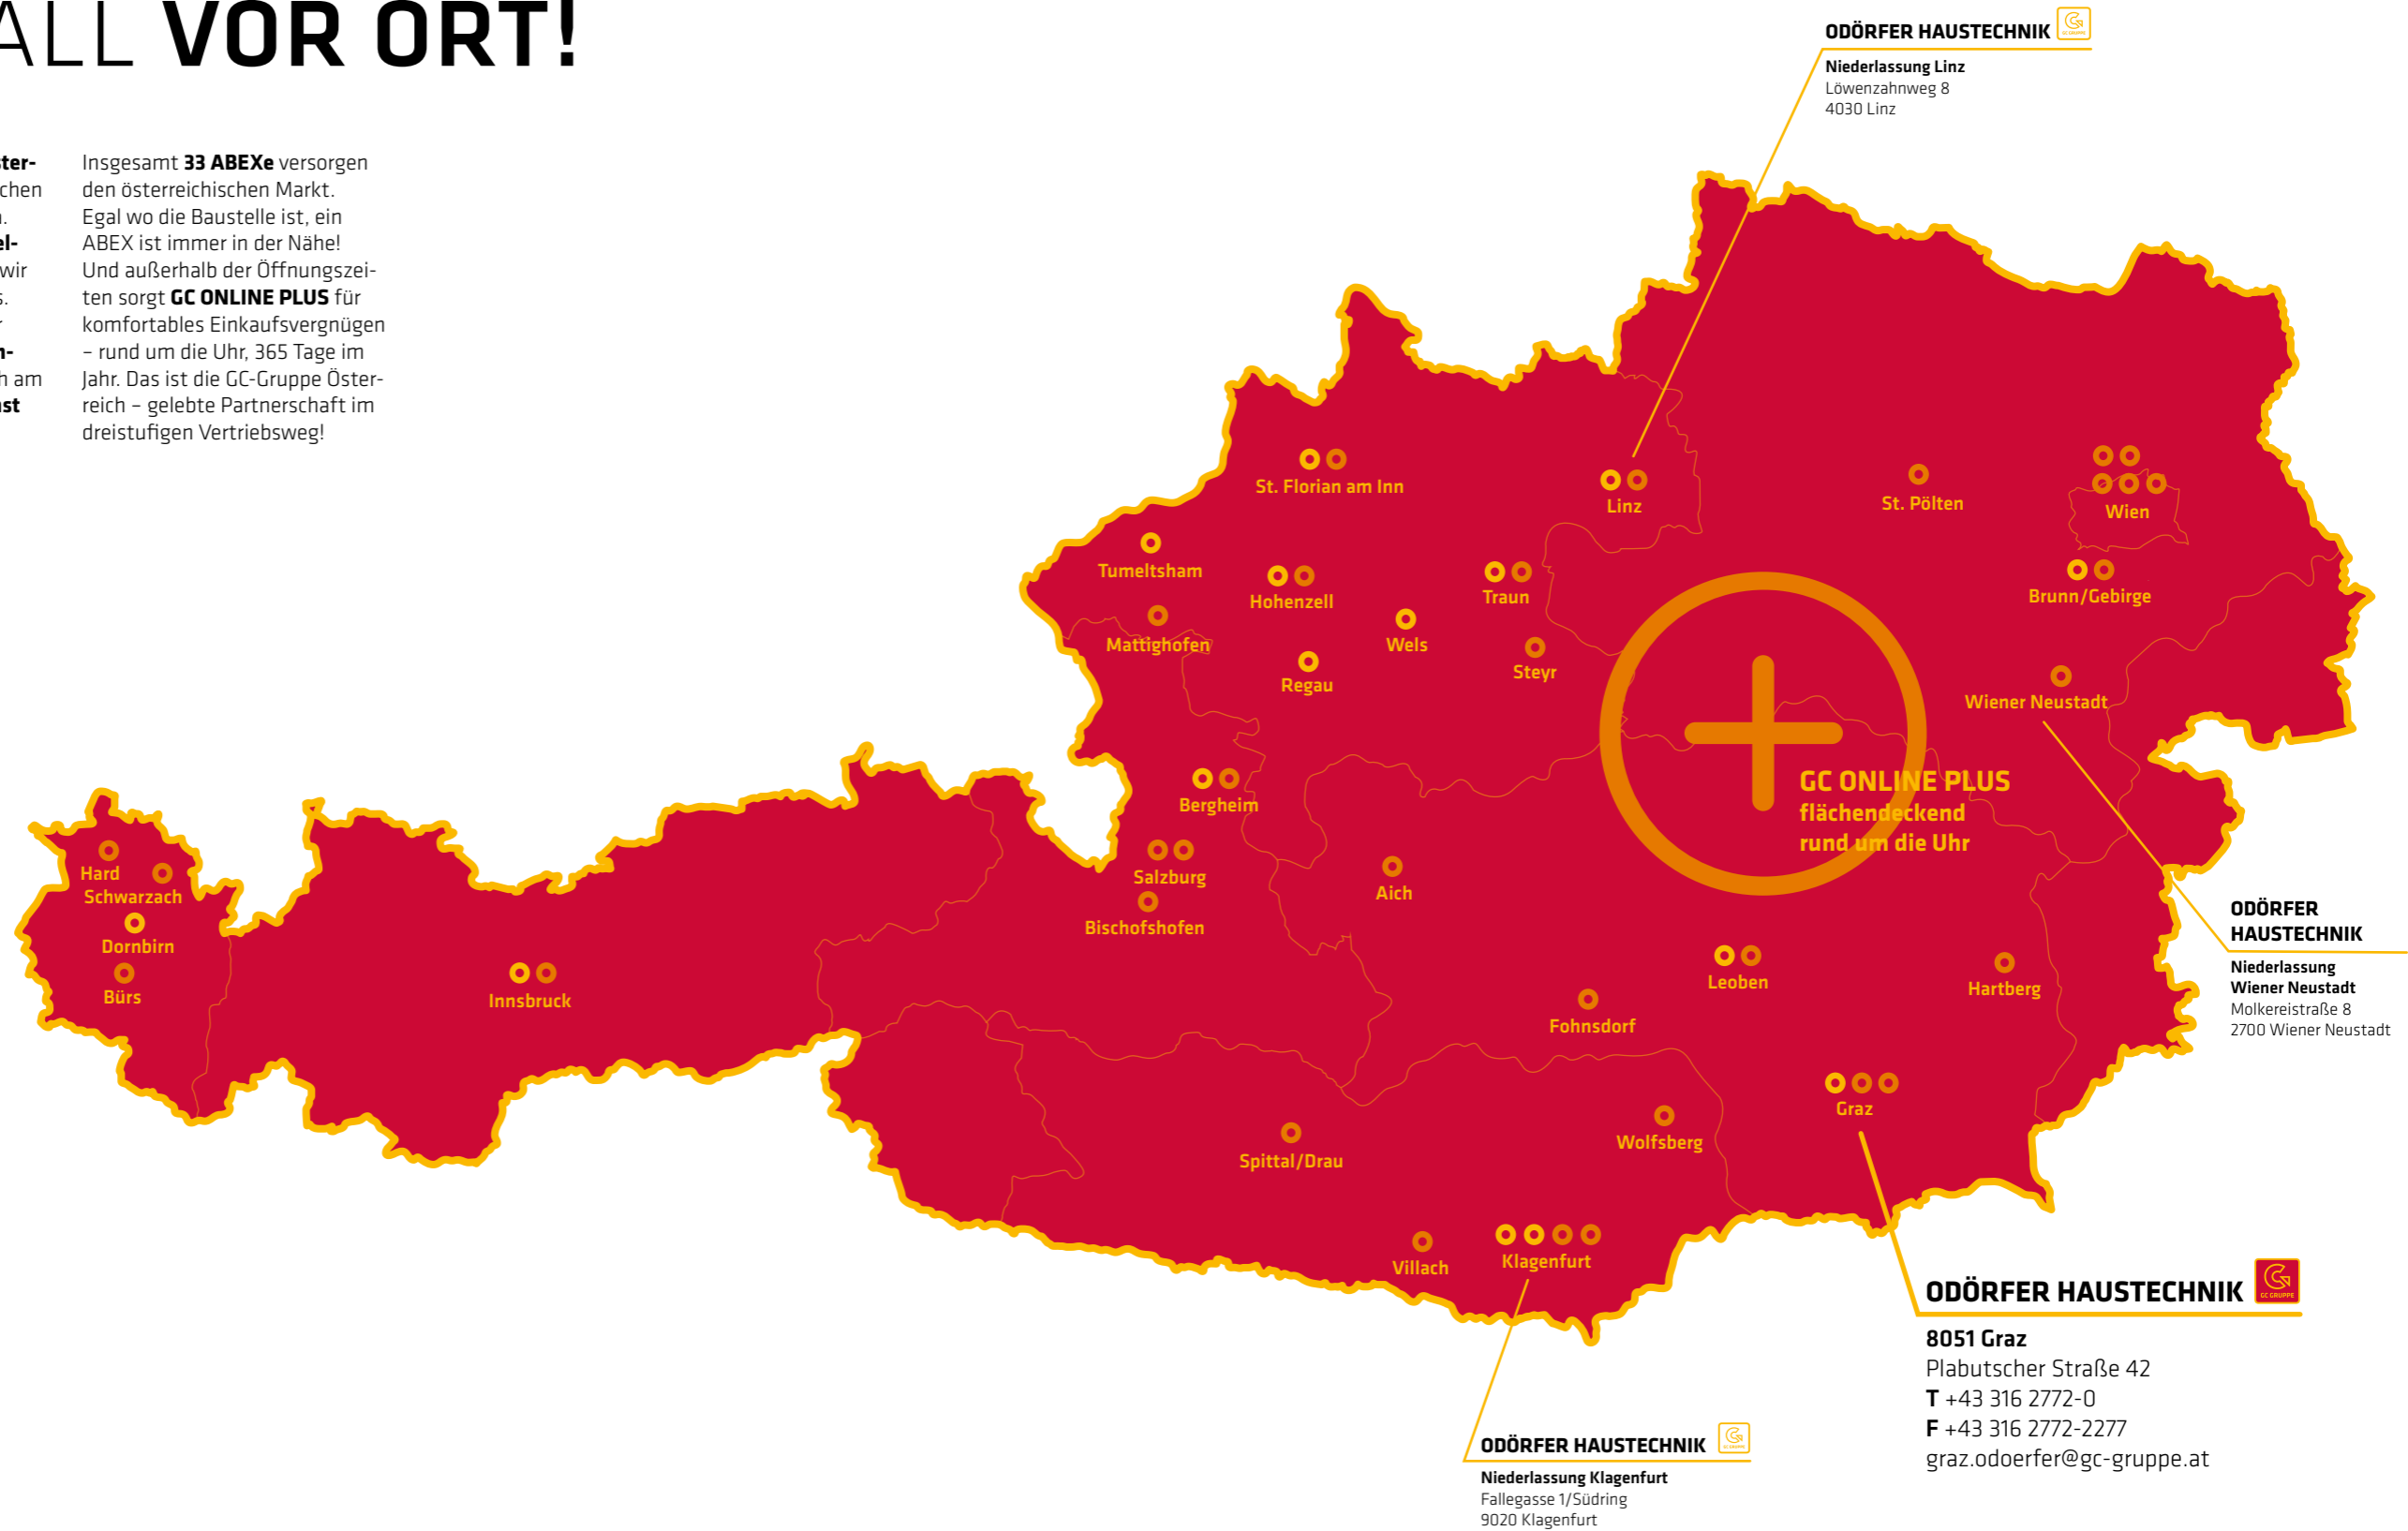 ALL VOR ORT!
ster-
chen
el-
wir
s.
n-
h am
st
Insgesamt 33 ABEXe versorgen
den österreichischen Markt.
Egal wo die Baustelle ist, ein
ABEX ist immer in der Nähe!
Und außerhalb der Öffnungszei-
ten sorgt GC ONLINE PLUS für
komfortables Einkaufsvergnügen
– rund um die Uhr, 365 Tage im
Jahr. Das ist die GC-Gruppe Öster-
reich – gelebte Partnerschaft im
dreistufigen Vertriebsweg!
ODÖRFER HAUSTECHNIK
GC GRUPPE
Niederlassung Linz
Löwenzahnweg 8
4030 Linz
St. Florian am Inn
Linz
St. Pölten
Wien
Tumeltsham
Hohenzell
Traun
Brunn/Gebirge
Mattighofen
Wels
Steyr
Regau
Wiener Neustadt
GC ONLINE PLUS
flächendeckend
rund um die Uhr
Bergheim
Salzburg
Bischofshofen
Aich
Hard
Schwarzach
Dornbirn
Bürs
Innsbruck
Leoben
Hartberg
Fohnsdorf
Graz
Wolfsberg
Spittal/Drau
Villach
Klagenfurt
ODÖRFER
HAUSTECHNIK
Niederlassung
Wiener Neustadt
Molkereistraße 8
2700 Wiener Neustadt
ODÖRFER HAUSTECHNIK
GC GRUPPE
8051 Graz
Plabutscher Straße 42
T +43 316 2772-0
F +43 316 2772-2277
graz.odoerfer@gc-gruppe.at
ODÖRFER HAUSTECHNIK
GC GRUPPE
Niederlassung Klagenfurt
Fallegasse 1/Südring
9020 Klagenfurt